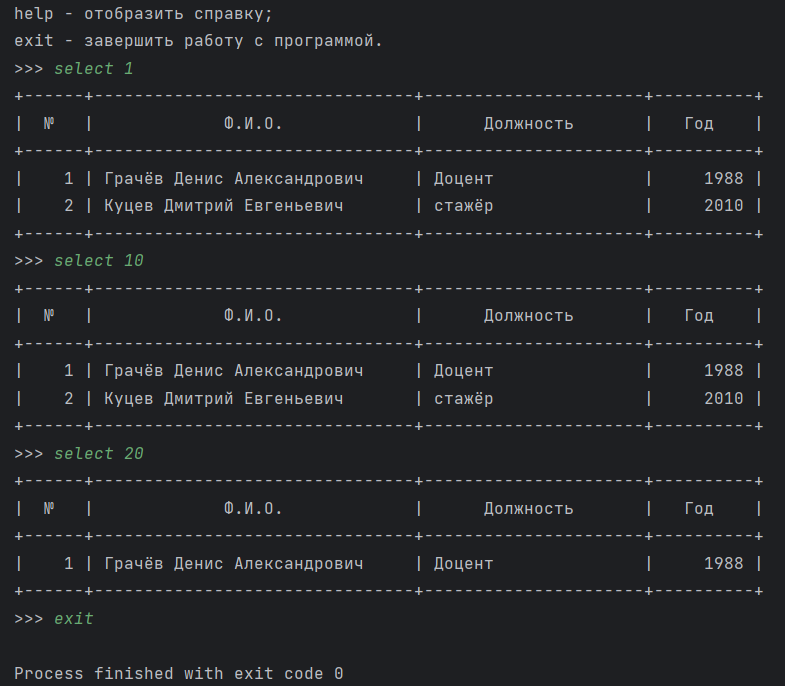 help - отобразить справку;
exit - завершить работу с программой.
>>> select 1
+------+--------------------------------+----------------------+----------+
|  №   |             Ф.И.О.             |      Должность       |   Год    |
+------+--------------------------------+----------------------+----------+
|    1 | Грачёв Денис Александрович     | Доцент               |     1988 |
|    2 | Куцев Дмитрий Евгеньевич       | стажёр               |     2010 |
+------+--------------------------------+----------------------+----------+
>>> select 10
+------+--------------------------------+----------------------+----------+
|  №   |             Ф.И.О.             |      Должность       |   Год    |
+------+--------------------------------+----------------------+----------+
|    1 | Грачёв Денис Александрович     | Доцент               |     1988 |
|    2 | Куцев Дмитрий Евгеньевич       | стажёр               |     2010 |
+------+--------------------------------+----------------------+----------+
>>> select 20
+------+--------------------------------+----------------------+----------+
|  №   |             Ф.И.О.             |      Должность       |   Год    |
+------+--------------------------------+----------------------+----------+
|    1 | Грачёв Денис Александрович     | Доцент               |     1988 |
+------+--------------------------------+----------------------+----------+
>>> exit
Process finished with exit code 0